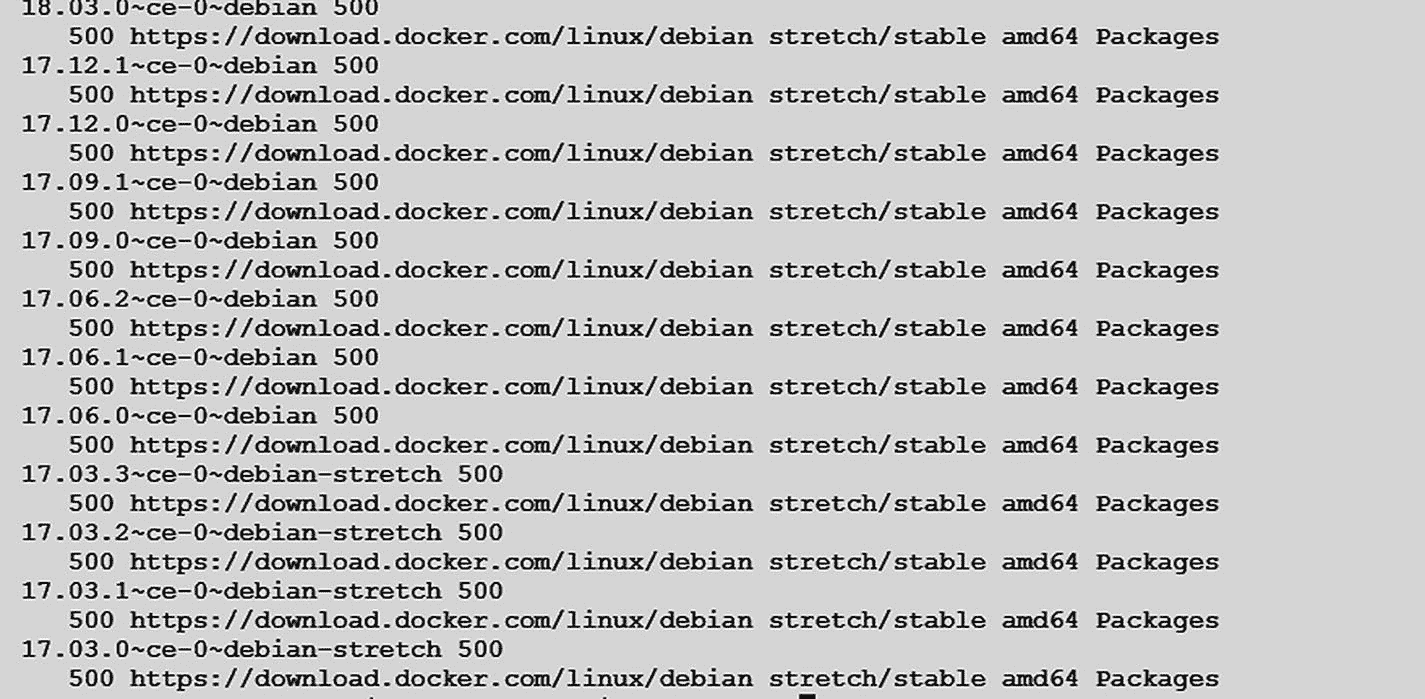 18.03.0~ce-0~debian 500
500 https://download.docker.com/linux/debian stretch/stable amd64 Packages
17.12.1~ce-0~debian 500
500 https://download.docker.com/linux/debian stretch/stable amd64 Packages
17.12.0~ce-0~debian 500
500 https://download.docker.com/linux/debian stretch/stable amd64 Packages
17.09.1~ce-0~debian 500
500 https://download.docker.com/linux/debian stretch/stable amd64 Packages
17.09.0~ce-0~debian 500
500 https://download.docker.com/linux/debian stretch/stable amd64 Packages
17.06.2~ce-0~debian 500
500 https://download.docker.com/linux/debian stretch/stable amd64 Packages
17.06.1~ce-0~debian 500
500 https://download.docker.com/linux/debian stretch/stable amd64 Packages
17.06.0~ce-0~debian 500
500 https://download.docker.com/linux/debian stretch/stable amd64 Packages
17.03.3~ce-0~debian-stretch 500
500 https://download.docker.com/linux/debian stretch/stable amd64 Packages
17.03.2~ce-0~debian-stretch 500
500 https://download.docker.com/linux/debian stretch/stable amd64 Packages
17.03.1~ce-0~debian-stretch 500
500 https://download.docker.com/linux/debian stretch/stable amd64 Packages
17.03.0~ce-0~debian-stretch 500
500 https://download.docker.com/linux/debian stretch/stable amd64 Packages